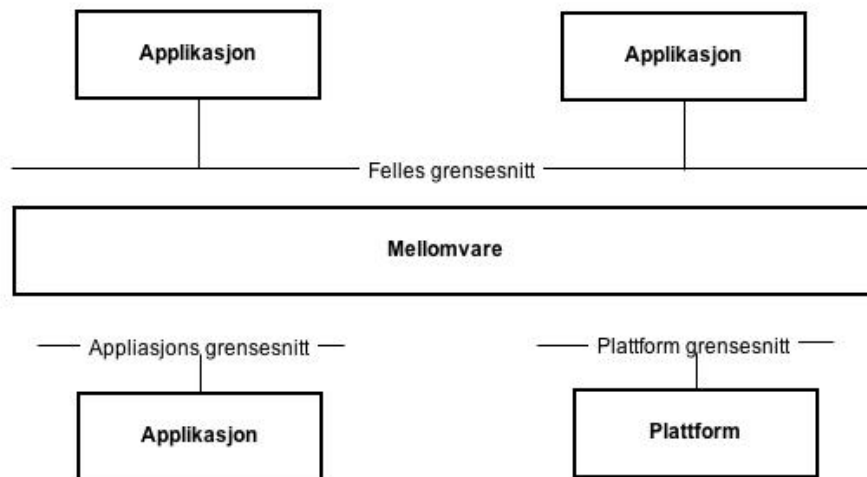 Applikasjon
Applikasjon
Felles grensesnitt
Mellomvare
Appliasjons grensesnitt
Plattform grensesnitt
Applikasjon
Plattform